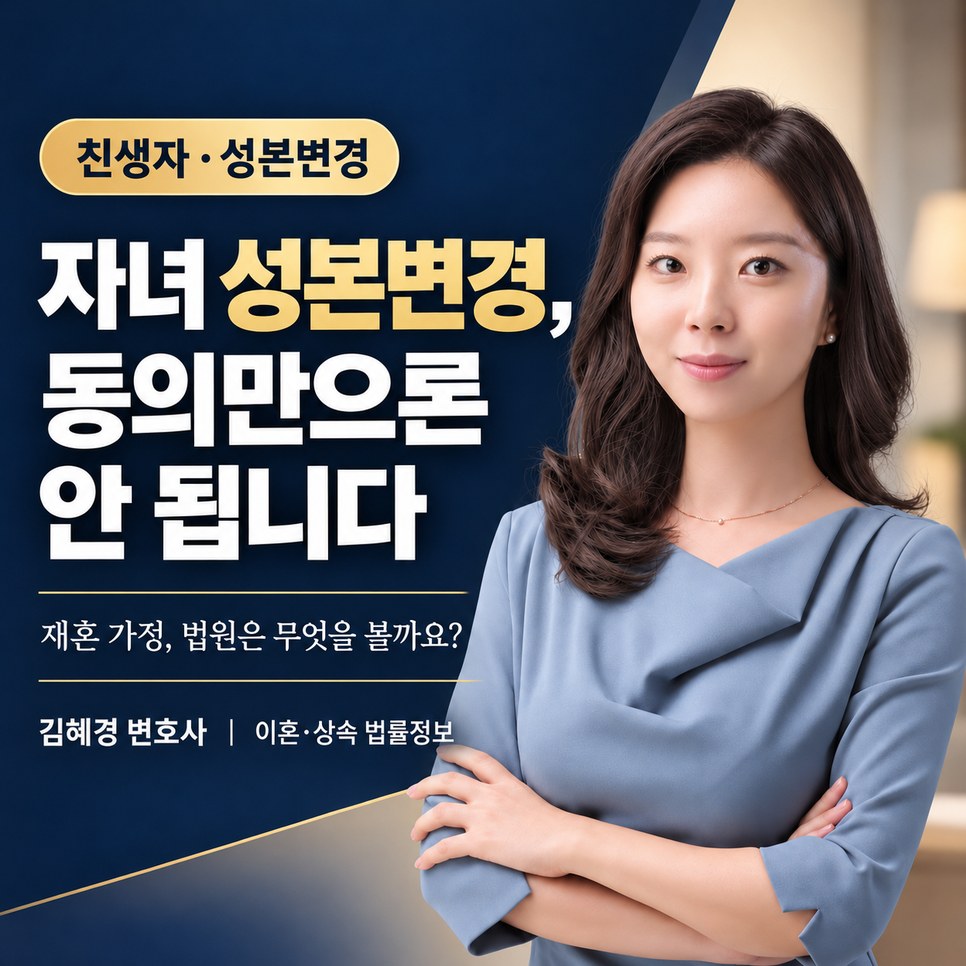 친생자·성본변경
자녀 성본변경,
동의만으론
안 됩니다
재혼 가정, 법원은 무엇을 볼까요?
김혜경 변호사 | 이혼·상속 법률정보